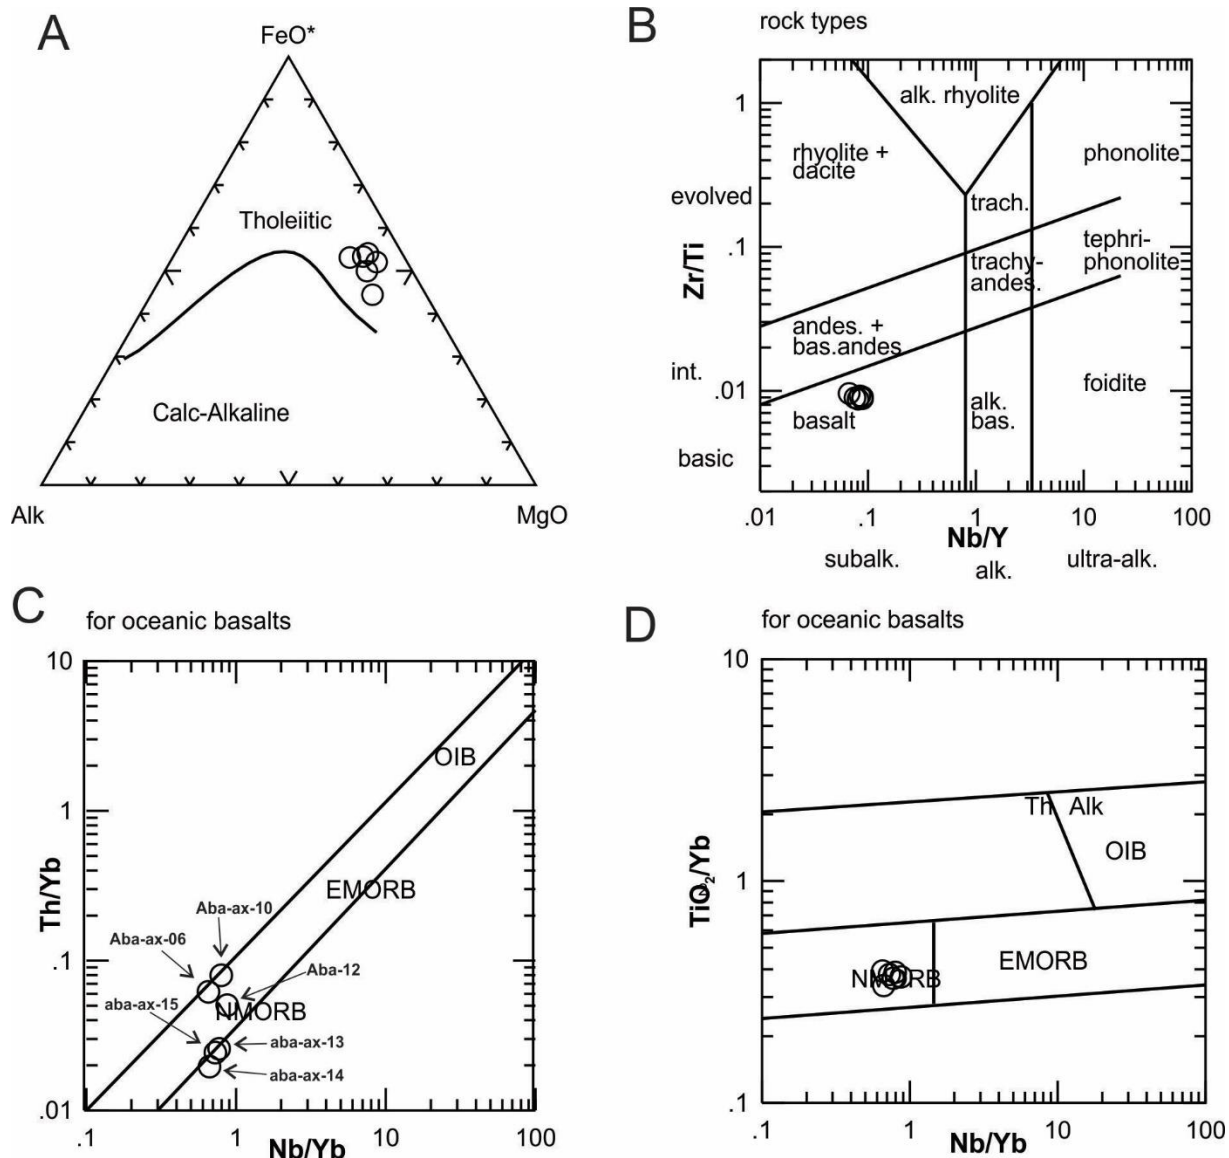 A
FeO*
Tholeiitic
Calc-Alkaline
Alk
MgO
B
rock types
alk. rhyolite
rhyolite +
dacite
phonolite
evolved
trach.
tephri-
phonolite
trachy-
andes.
andes. +
bas.andes
int.
foidite
basalt
alk.
bas.
basic
Zr/Ti
1
.1
.01
.01
.1
1
10
100
Nb/Y
subalk.
alk.
ultra-alk.
C
for oceanic basalts
10
1
.1
.01
Th/Yb
OIB
EMORB
NMORB
Aba-ax-10
Aba-ax-06
Aba-12
aba-ax-15
aba-ax-13
aba-ax-14
.1
1
10
100
Nb/Yb
D
for oceanic basalts
10
1
.1
TiO₂/Yb
Th
Alk
OIB
EMORB
NMORB
.1
1
10
100
Nb/Yb